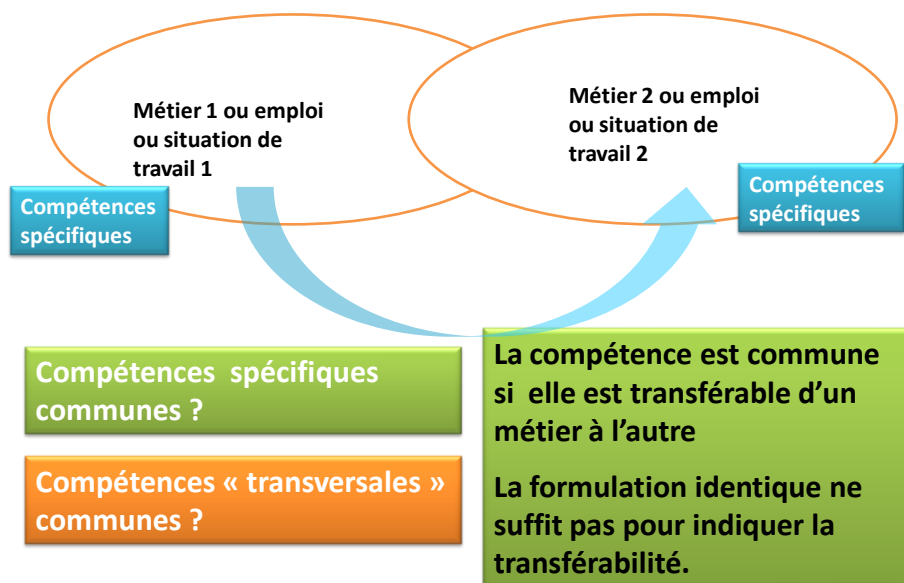 Métier 1 ou emploi
ou situation de
travail 1
Métier 2 ou emploi
ou situation de
travail 2
Compétences
spécifiques
Compétences
spécifiques
Compétences  spécifiques
communes ?
Compétences « transversales »
communes ?
La compétence est commune
si  elle est transférable d’un
métier à l’autre
La formulation identique ne
suffit pas pour indiquer la
transférabilité.